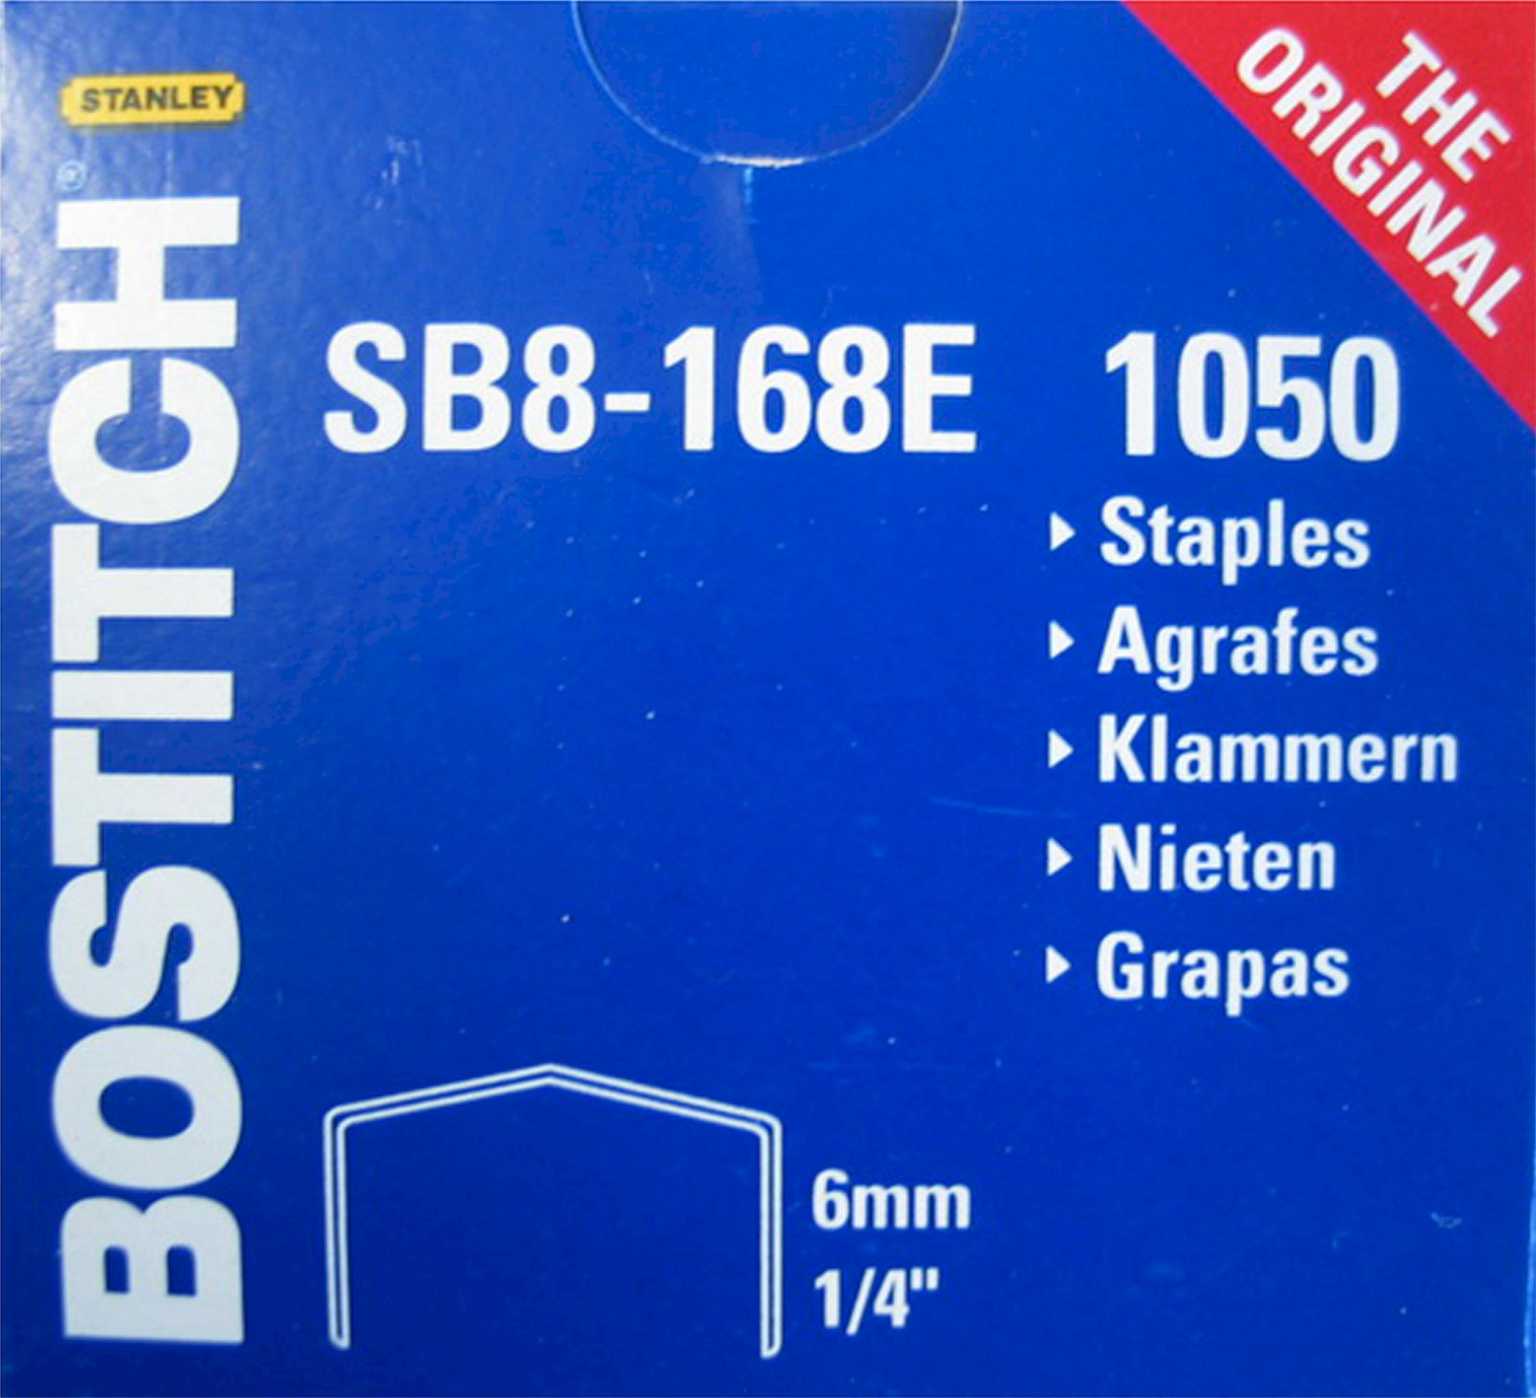 THE
ORIGINAL
STANLEY
BOSTITCH®
SB8-168E 1050
Staples
Agrafes
Klammern
Nieten
Grapas
6mm
1/4"